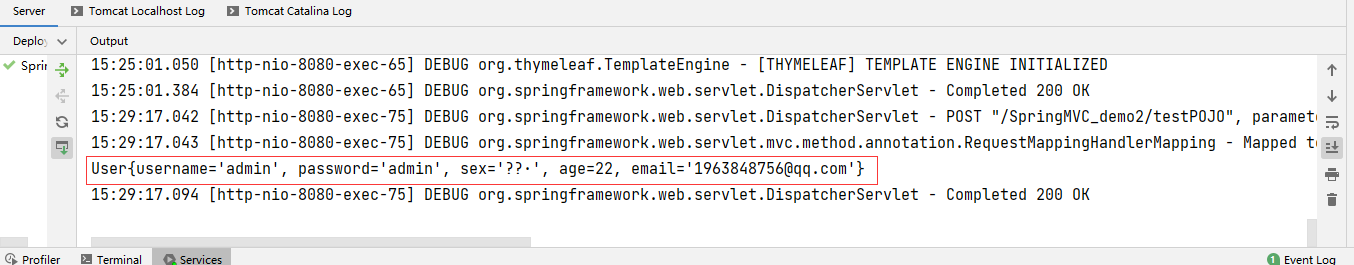 Server Tomcat Localhost Log Tomcat Catalina Log
Deplo Output
Sprin
15:25:01.050 [http-nio-8080-exec-65] DEBUG org.thymeleaf.TemplateEngine - [THYMELEAF] TEMPLATE ENGINE INITIALIZED
15:25:01.384 [http-nio-8080-exec-65] DEBUG org.springframework.web.servlet.DispatcherServlet - Completed 200 OK
15:29:17.042 [http-nio-8080-exec-75] DEBUG org.springframework.web.servlet.DispatcherServlet - POST "/SpringMVC_demo2/testPOJO", paramete
15:29:17.043 [http-nio-8080-exec-75] DEBUG org.springframework.web.servlet.mvc.method.annotation.RequestMappingHandlerMapping - Mapped to
User{username='admin', password='admin', sex='??·', age=22, email='1963848756@qq.com'}
15:29:17.094 [http-nio-8080-exec-75] DEBUG org.springframework.web.servlet.DispatcherServlet - Completed 200 OK
Profiler Terminal Services 1 Event Log